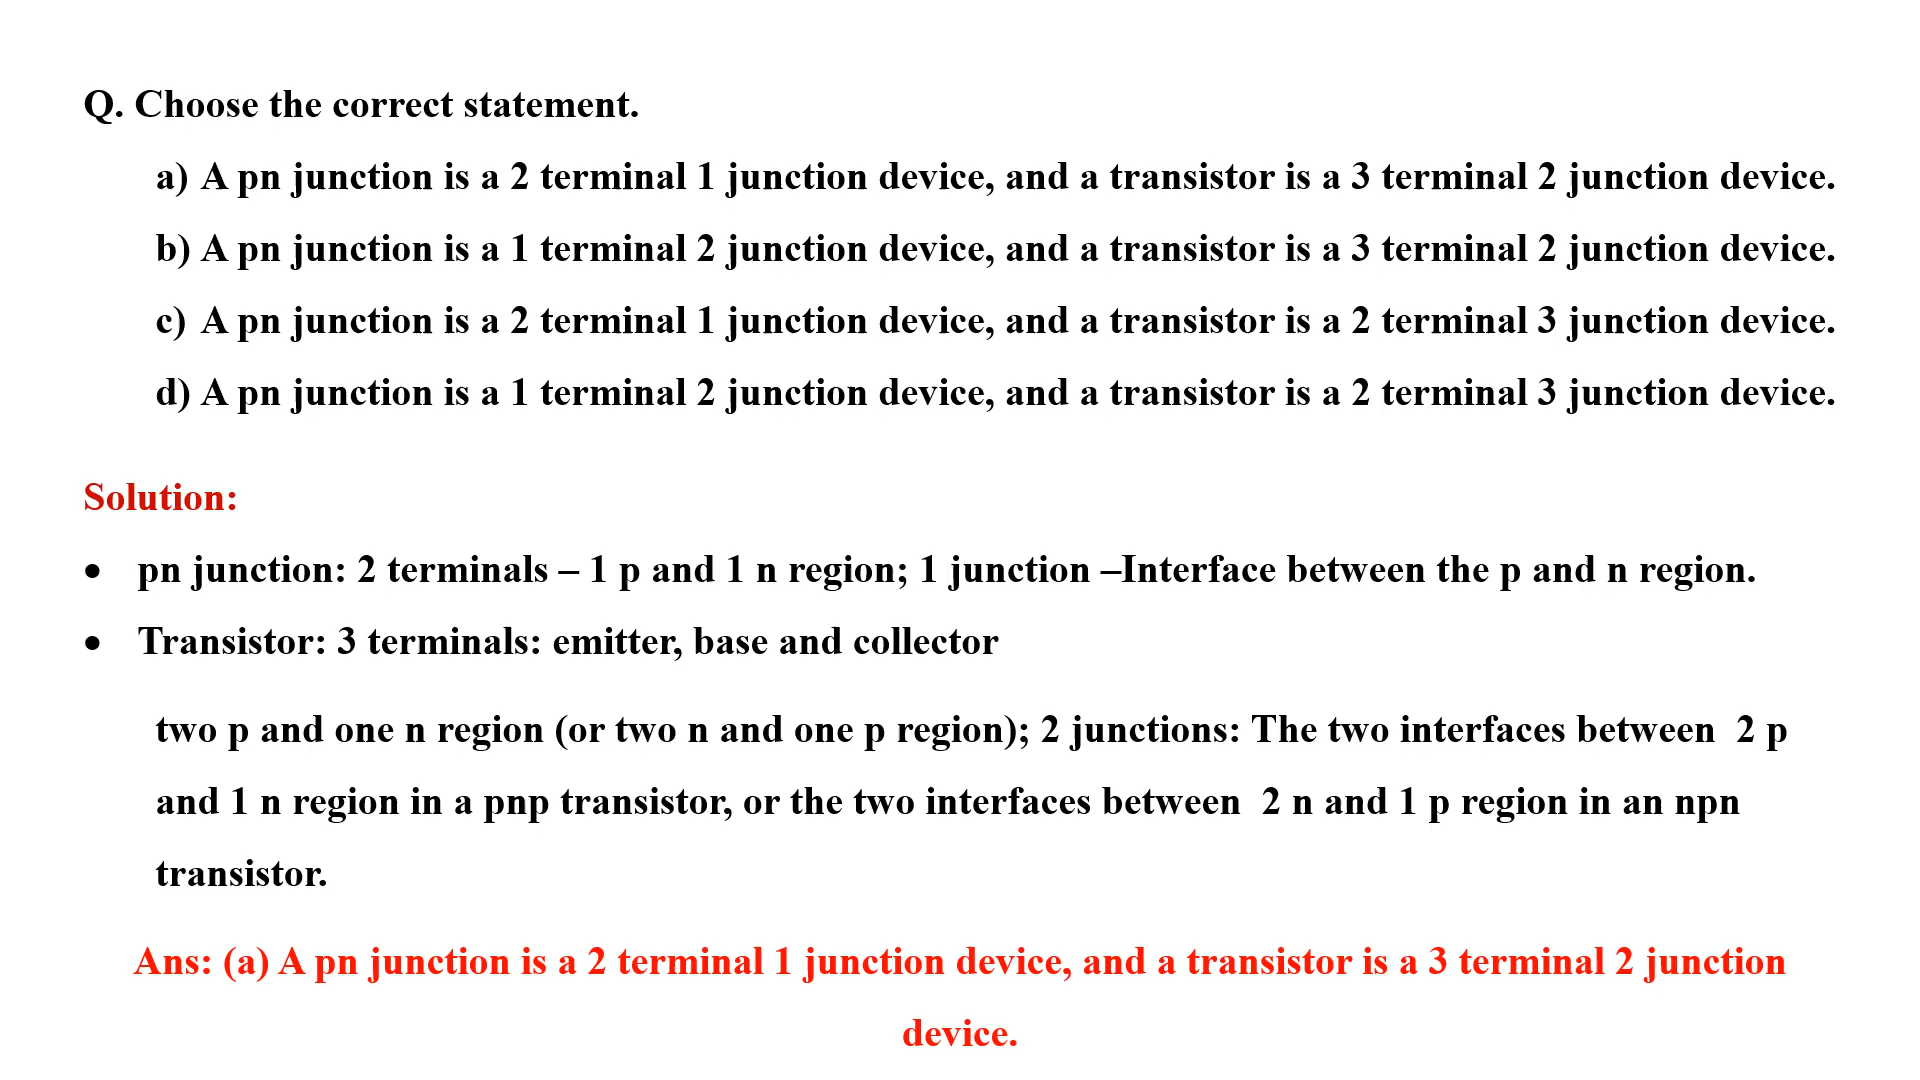 Q. Choose the correct statement.
a) A pn junction is a 2 terminal 1 junction device, and a transistor is a 3 terminal 2 junction device.
b) A pn junction is a 1 terminal 2 junction device, and a transistor is a 3 terminal 2 junction device.
c) A pn junction is a 2 terminal 1 junction device, and a transistor is a 2 terminal 3 junction device.
d) A pn junction is a 1 terminal 2 junction device, and a transistor is a 2 terminal 3 junction device.
Solution:
• pn junction: 2 terminals – 1 p and 1 n region; 1 junction –Interface between the p and n region.
• Transistor: 3 terminals: emitter, base and collector
two p and one n region (or two n and one p region); 2 junctions: The two interfaces between  2 p
and 1 n region in a pnp transistor, or the two interfaces between  2 n and 1 p region in an npn
transistor.
Ans: (a) A pn junction is a 2 terminal 1 junction device, and a transistor is a 3 terminal 2 junction
device.